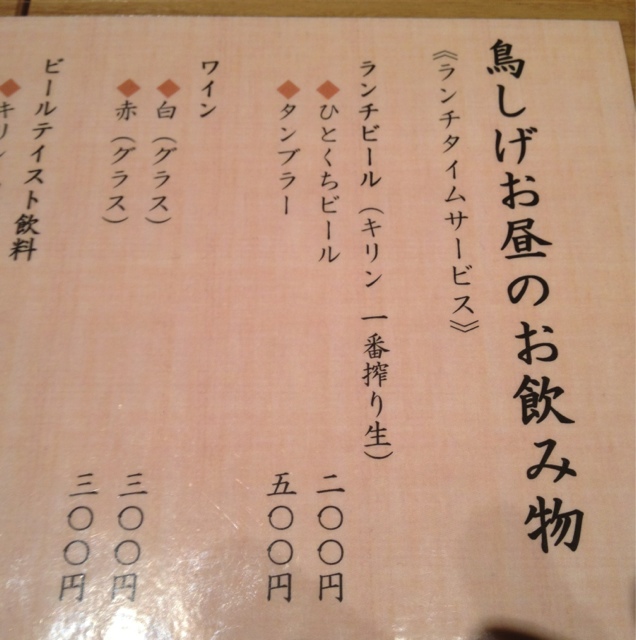 鳥しげお昼のお飲み物
《ランチタイムサービス》
ランチビール（キリン 一番搾り生）
◆ひとくちビール 二〇〇円
◆タンブラー 五〇〇円
ワイン
◆白（グラス） 三〇〇円
◆赤（グラス） 三〇〇円
ビールテイスト飲料
◆キリン